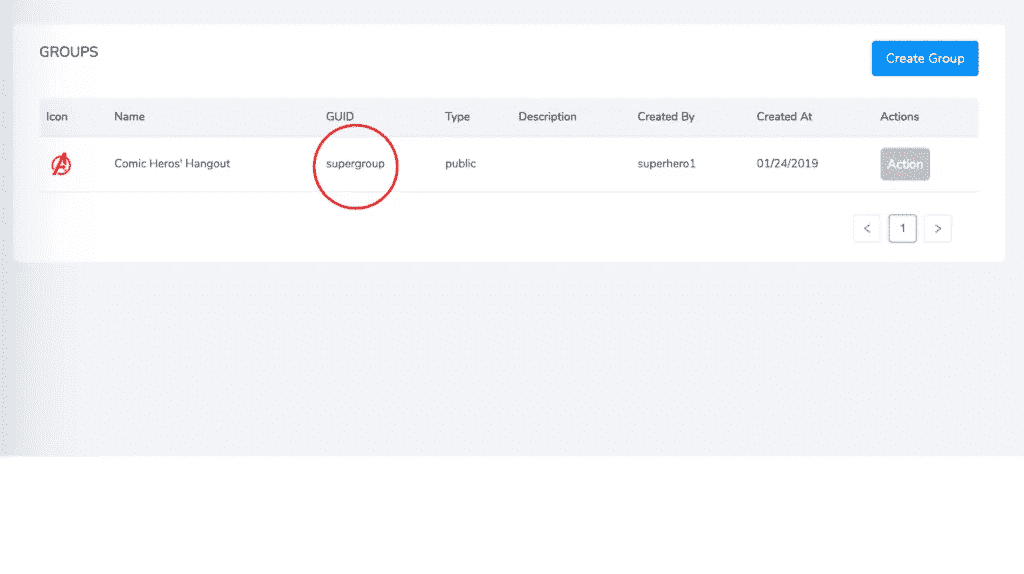 GROUPS
Create Group
Icon Name GUID Type Description Created By Created At Actions
Comic Heros' Hangout supergroup public superhero1 01/24/2019 Action
< 1 >